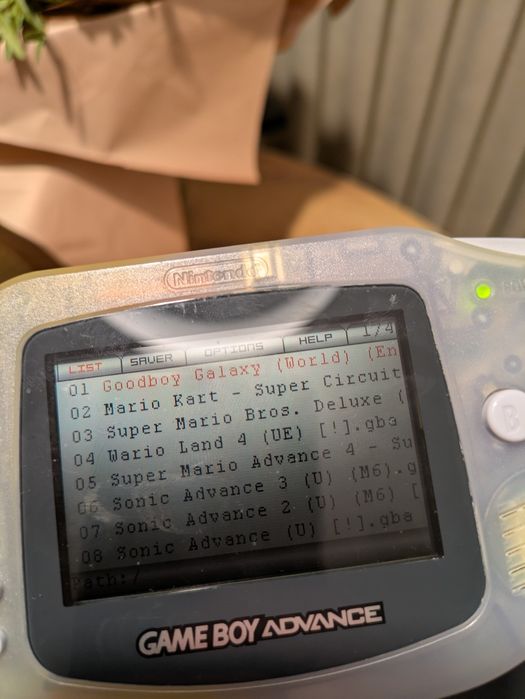 Nintendo
LIST SAVER OPTIONS HELP 1/4
01 Goodboy Galaxy (World) (En
02 Mario Kart - Super Circuit
03 Super Mario Bros. Deluxe (
04 Wario Land 4 (UE) [!].gba
05 Super Mario Advance 4 - Su
06 Sonic Advance 3 (U) (M6).g
07 Sonic Advance 2 (U) (M6) [
08 Sonic Advance (U) [!].gba
Path:/
B
GAME BOY ADVANCE